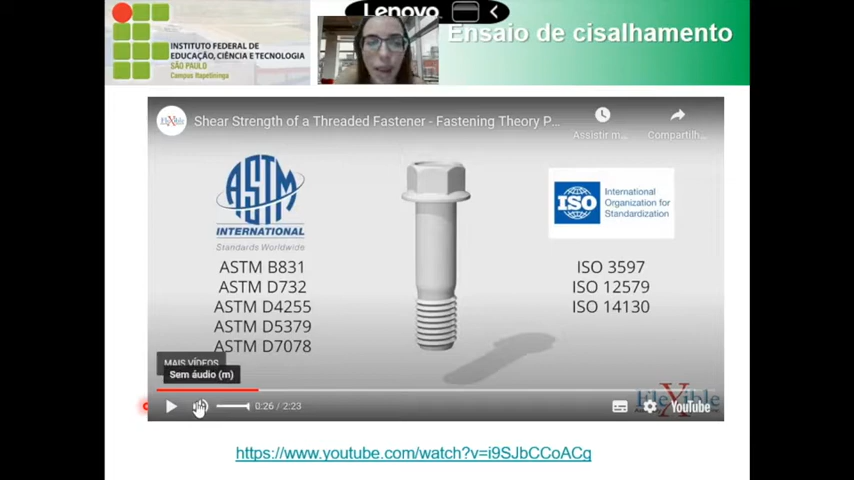 Lenovo
Ensaio de cisalhamento
INSTITUTO FEDERAL DE
EDUCAÇÃO, CIÊNCIA E TECNOLOGIA
SÃO PAULO
Campus Itapetininga
Shear Strength of a Threaded Fastener - Fastening Theory P...
Assistir m...
Compartilh...
ASTM
INTERNATIONAL
Standards Worldwide
ASTM B831
ASTM D732
ASTM D4255
ASTM D5379
ASTM D7078
ISO
International
Organization for
Standardization
ISO 3597
ISO 12579
ISO 14130
MAIS VÍDEOS
Sem áudio (m)
0:26 / 2:23
Flexible
YouTube
https://www.youtube.com/watch?v=i9SJbCCoACg